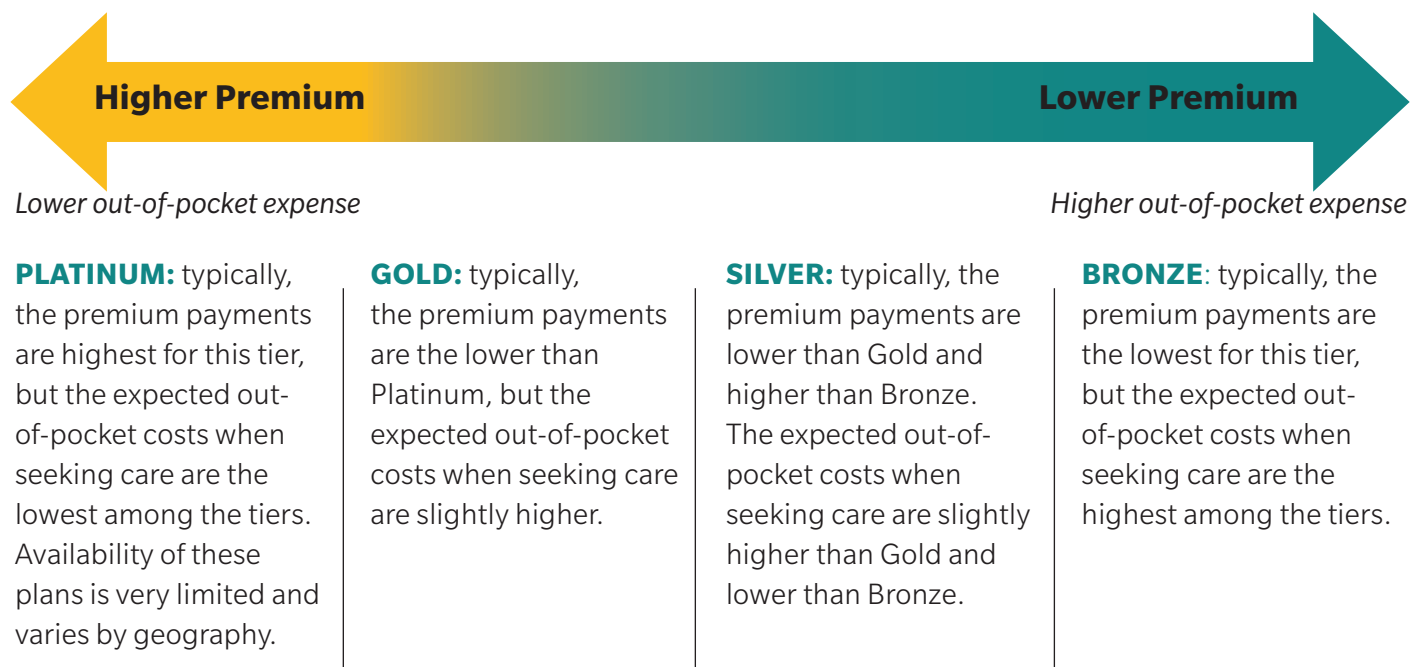 Higher Premium
Lower Premium
Lower out-of-pocket expense
Higher out-of-pocket expense
PLATINUM: typically,
the premium payments
are highest for this tier,
but the expected out-
of-pocket costs when
seeking care are the
lowest among the tiers.
Availability of these
plans is very limited and
varies by geography.
GOLD: typically,
the premium payments
are the lower than
Platinum, but the
expected out-of-pocket
costs when seeking care
are slightly higher.
SILVER: typically, the
premium payments are
lower than Gold and
higher than Bronze.
The expected out-of-
pocket costs when
seeking care are slightly
higher than Gold and
lower than Bronze.
BRONZE: typically, the
premium payments are
the lowest for this tier,
but the expected out-
of-pocket costs when
seeking care are the
highest among the tiers.